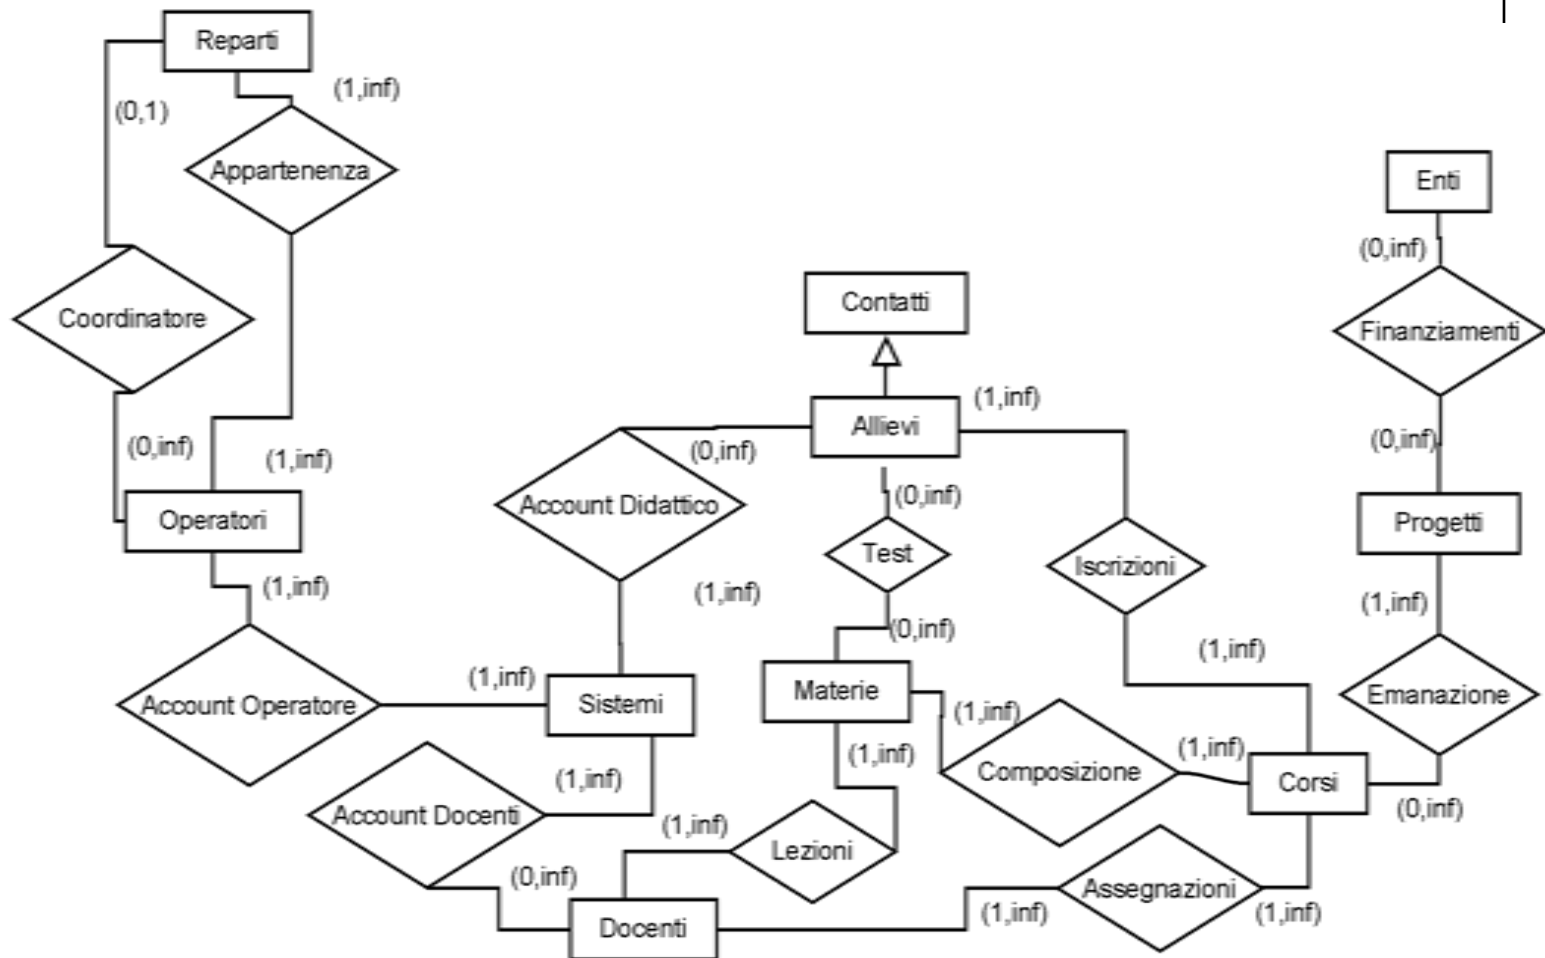 Reparti
(1,inf)
(0,1)
Appartenenza
Enti
(0,inf)
Contatti
Coordinatore
Finanziamenti
(1,inf)
Allievi
(0,inf)
(0,inf)
(1,inf)
(0,inf)
(0,inf)
Account Didattico
Operatori
Progetti
Test
Iscrizioni
(1,inf)
(1,inf)
(1,inf)
(0,inf)
(1,inf)
(1,inf)
Materie
Emanazione
Account Operatore
Sistemi
(1,inf)
(1,inf)
(1,inf)
(1,inf)
Composizione
Corsi
(0,inf)
Account Docenti
(1,inf)
Lezioni
(0,inf)
Assegnazioni
(1,inf)
(1,inf)
Docenti